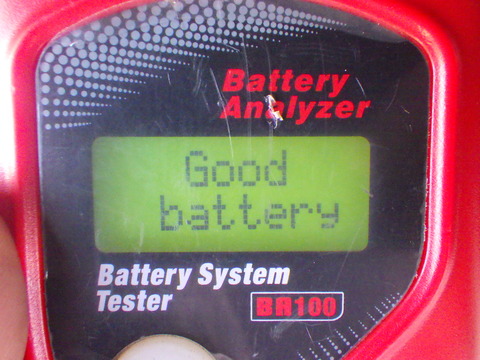 Battery
Analyzer
Good
battery
Battery System
Tester
BR100